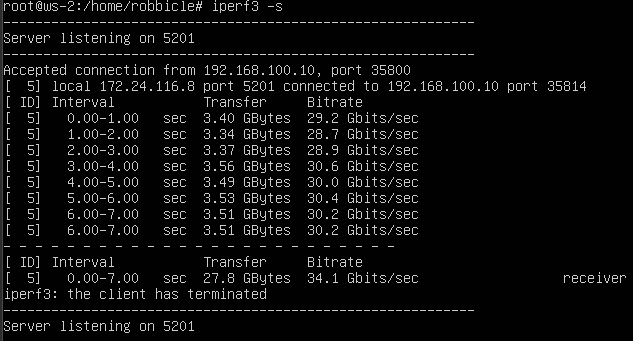 root@ws-2:/home/robbicle# iperf3 -s
-----------------------------------------------------------
Server listening on 5201
-----------------------------------------------------------
Accepted connection from 192.168.100.10, port 35800
[  5] local 172.24.116.8 port 5201 connected to 192.168.100.10 port 35814
[ ID] Interval           Transfer     Bitrate
[  5]   0.00-1.00   sec  3.40 GBytes  29.2 Gbits/sec
[  5]   1.00-2.00   sec  3.34 GBytes  28.7 Gbits/sec
[  5]   2.00-3.00   sec  3.37 GBytes  28.9 Gbits/sec
[  5]   3.00-4.00   sec  3.56 GBytes  30.6 Gbits/sec
[  5]   4.00-5.00   sec  3.49 GBytes  30.0 Gbits/sec
[  5]   5.00-6.00   sec  3.53 GBytes  30.4 Gbits/sec
[  5]   6.00-7.00   sec  3.51 GBytes  30.2 Gbits/sec
[  5]   6.00-7.00   sec  3.51 GBytes  30.2 Gbits/sec
- - - - - - - - - - - - - - - - - - - - - - - - -
[ ID] Interval           Transfer     Bitrate
[  5]   0.00-7.00   sec  27.8 GBytes  34.1 Gbits/sec                  receiver
iperf3: the client has terminated
-----------------------------------------------------------
Server listening on 5201